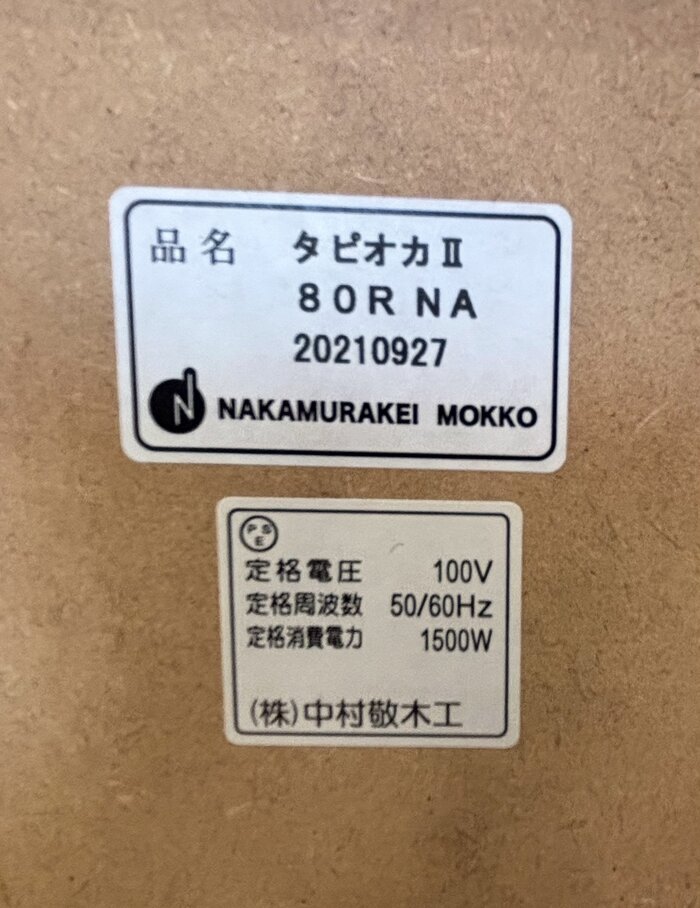 品名 タピオカⅡ
80R NA
20210927
N NAKAMURAKEI MOKKO
PSE
定格電圧 100V
定格周波数 50/60Hz
定格消費電力 1500W
(株)中村敬木工